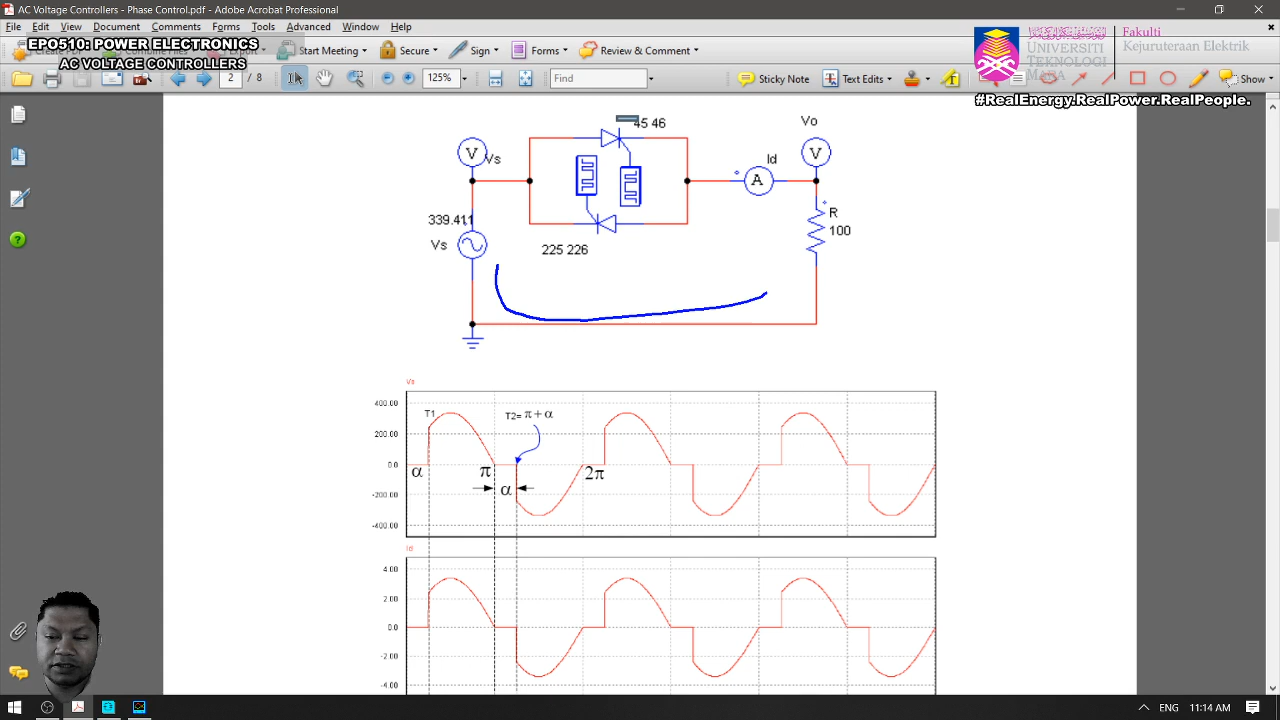 AC Voltage Controllers - Phase Control.pdf - Adobe Acrobat Professional
File Edit View Document Comments Forms Tools Advanced Window Help
EPO510: POWER ELECTRONICS
AC VOLTAGE CONTROLLERS
Start Meeting Secure Sign Forms Review & Comment
Fakulti
Kejuruteraan Elektrik
UNIVERSITI
TEKNOLOGI
MARA
#RealEnergy.RealPower.RealPeople.
2 / 8 125% Find Sticky Note Text Edits Show
45 46
Vo
V
Vs
V
Id
A
339.411
Vs
R
100
225 226
Vs
400.00
200.00
0.0
-200.00
-400.00
T1
T2= π + α
α
π
α
2π
Id
4.00
2.00
0.0
-2.00
-4.00
ENG 11:14 AM